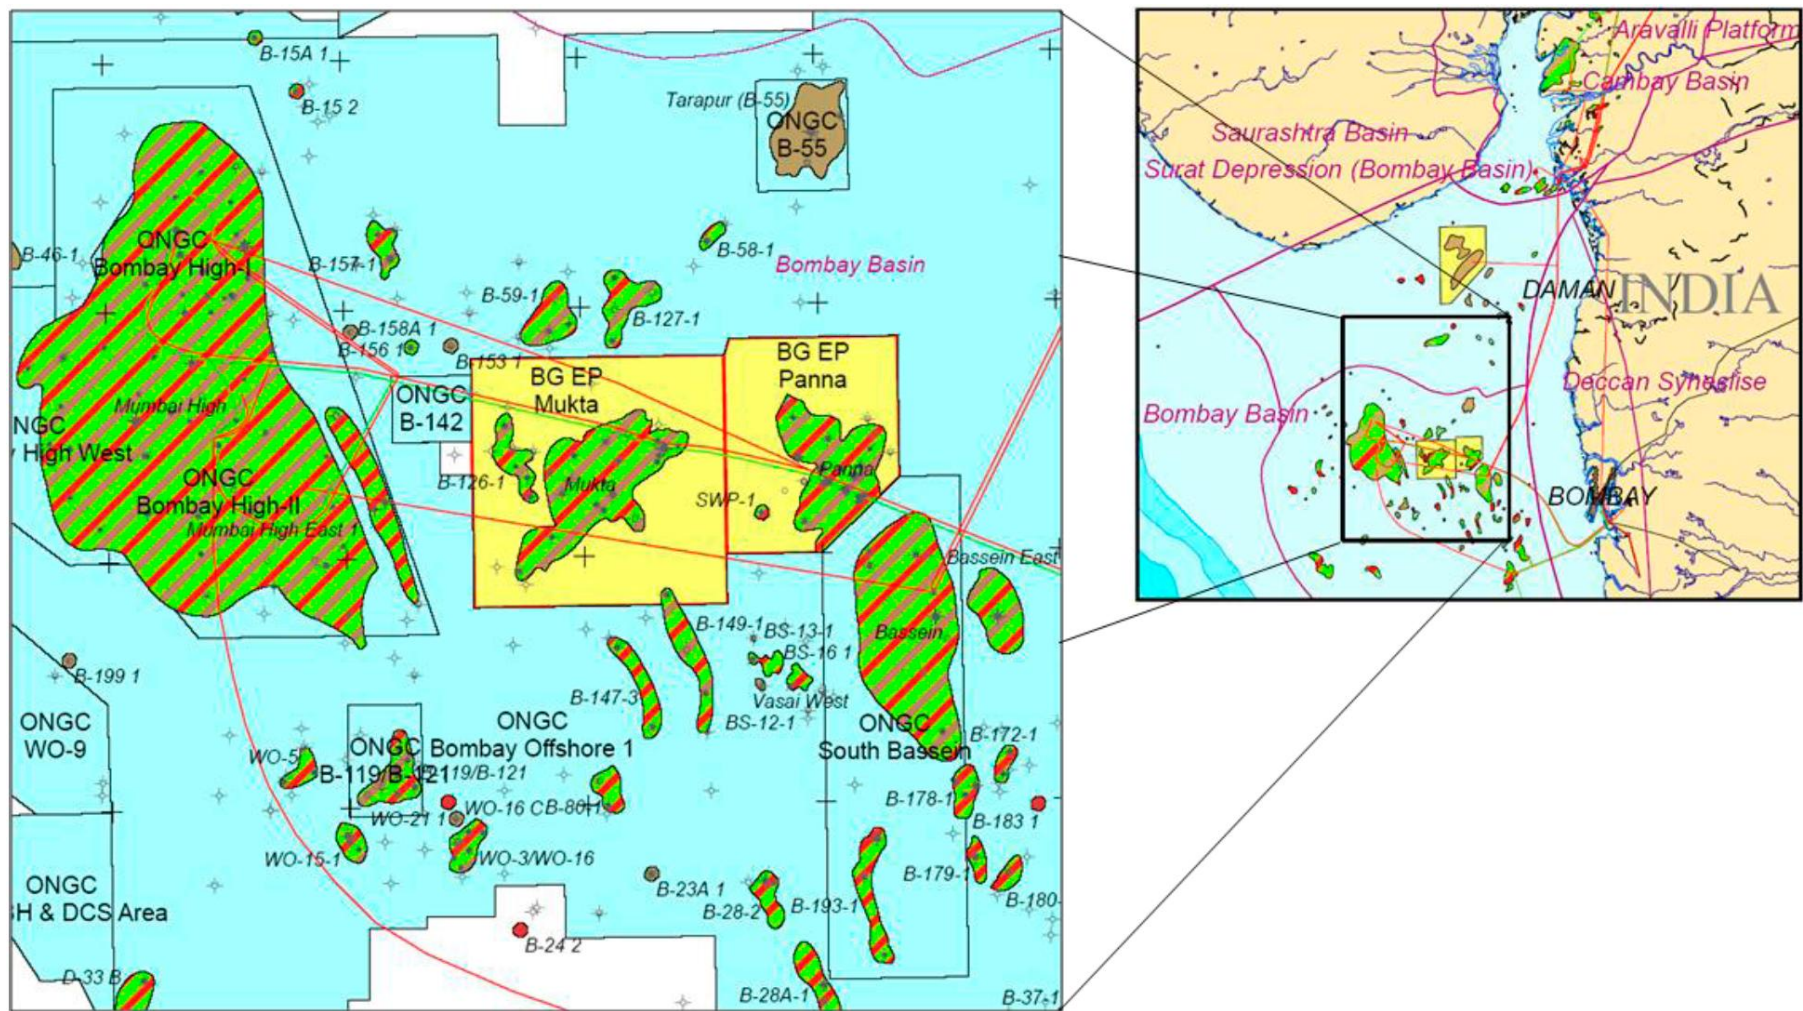 B-15A 1
B-15 2
Tarapur (B-55)
ONGC
B-55
B-46-1
ONGC
Bombay High-I
B-157-1
B-58-1
Bombay Basin
B-59-1
B-127-1
B-158A 1
B-156 1
B-153 1
BG EP
Mukta
BG EP
Panna
ONGC
B-142
Mumbai High
NGC
High West
ONGC
Bombay High-II
Mumbai High East 1
B-126-1
Mukta
Panna
SWP-1
Bassein East
B-149-1
BS-13-1
BS-16 1
Bassein
B-199 1
B-147-3
Vasai West
BS-12-1
ONGC
WO-9
ONGC
Bombay Offshore 1
ONGC
South Bassein
B-172-1
WO-5
ONGC
B-119/B-121
119/B-121
WO-16 C
B-80-1
WO-21 1
B-178-1
B-183 1
WO-15-1
WO-3/WO-16
B-179-1
B-180-
ONGC
H & DCS Area
B-23A 1
B-28-2
B-193-1
B-24 2
D-33 B
B-28A-1
B-37-1
Aravalli Platform
Cambay Basin
Saurashtra Basin
Surat Depression (Bombay Basin)
DAMAN
INDIA
Deccan Syneslise
Bombay Basin
BOMBAY